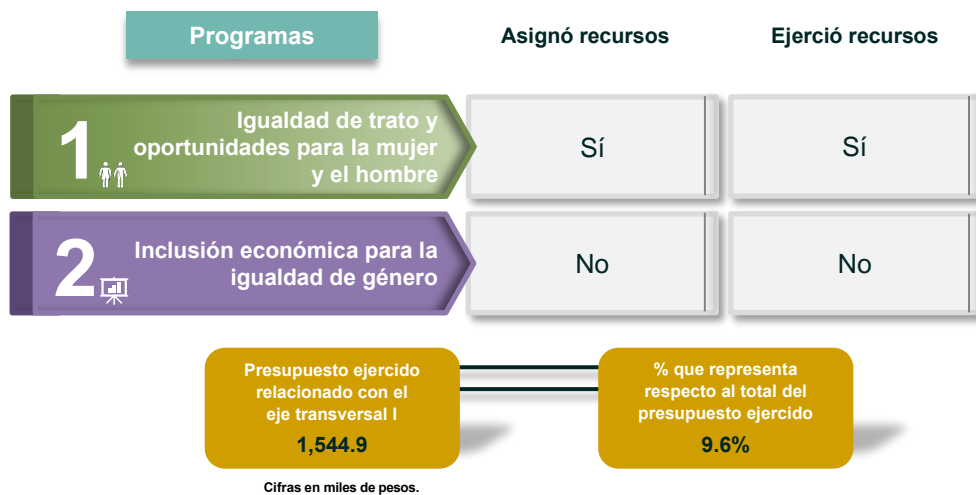 Programas
Asignó recursos
Ejerció recursos
1
Igualdad de trato y
oportunidades para la mujer
y el hombre
Sí
Sí
2
Inclusión económica para la
igualdad de género
No
No
Presupuesto ejercido
relacionado con el
eje transversal I
1,544.9
% que representa
respecto al total del
presupuesto ejercido
9.6%
Cifras en miles de pesos.